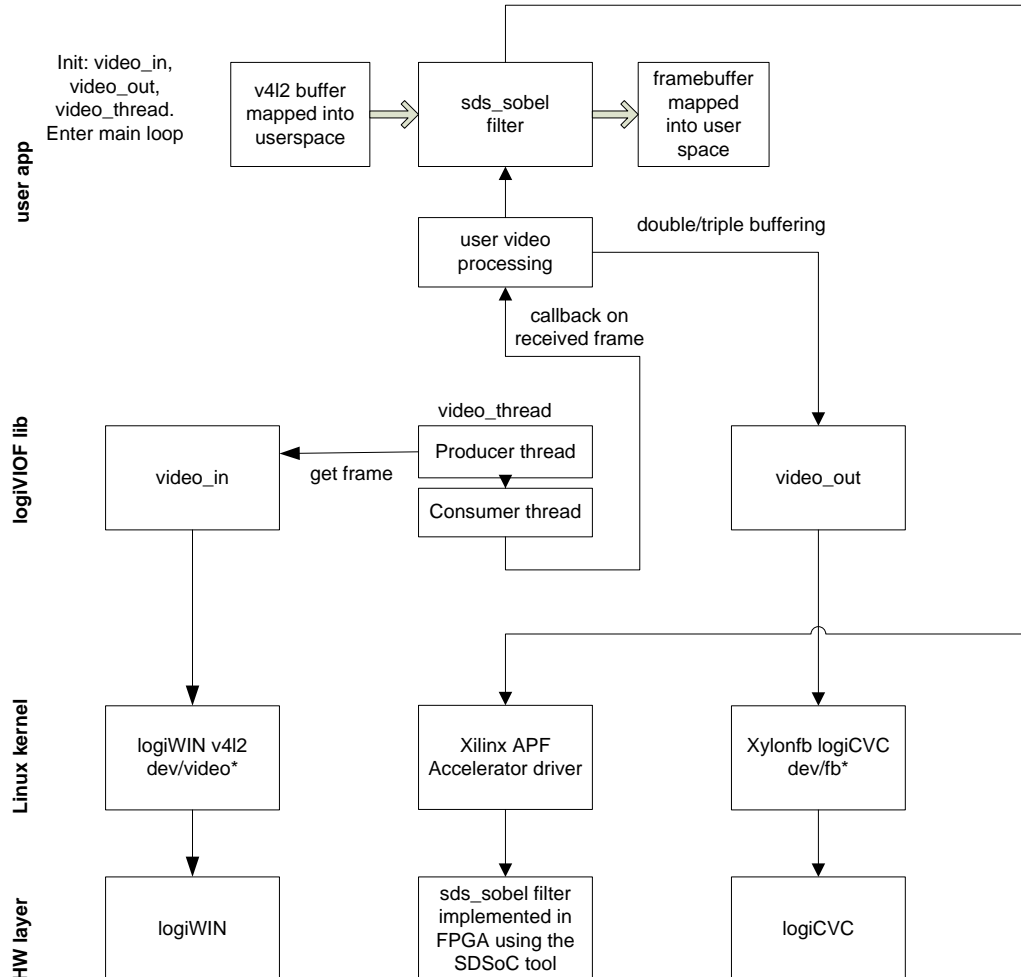 Init: video_in,
video_out,
video_thread.
Enter main loop
v4l2 buffer
mapped into
userspace
sds_sobel
filter
framebuffer
mapped
into user
space
user app
user video
processing
double/triple buffering
callback on
received frame
logiVIOF lib
video_thread
video_in
get frame
Producer thread
Consumer thread
video_out
Linux kernel
logiWIN v4l2
dev/video*
Xilinx APF
Accelerator driver
Xylonfb logiCVC
dev/fb*
HW layer
logiWIN
sds_sobel filter
implemented in
FPGA using the
SDSoC tool
logiCVC